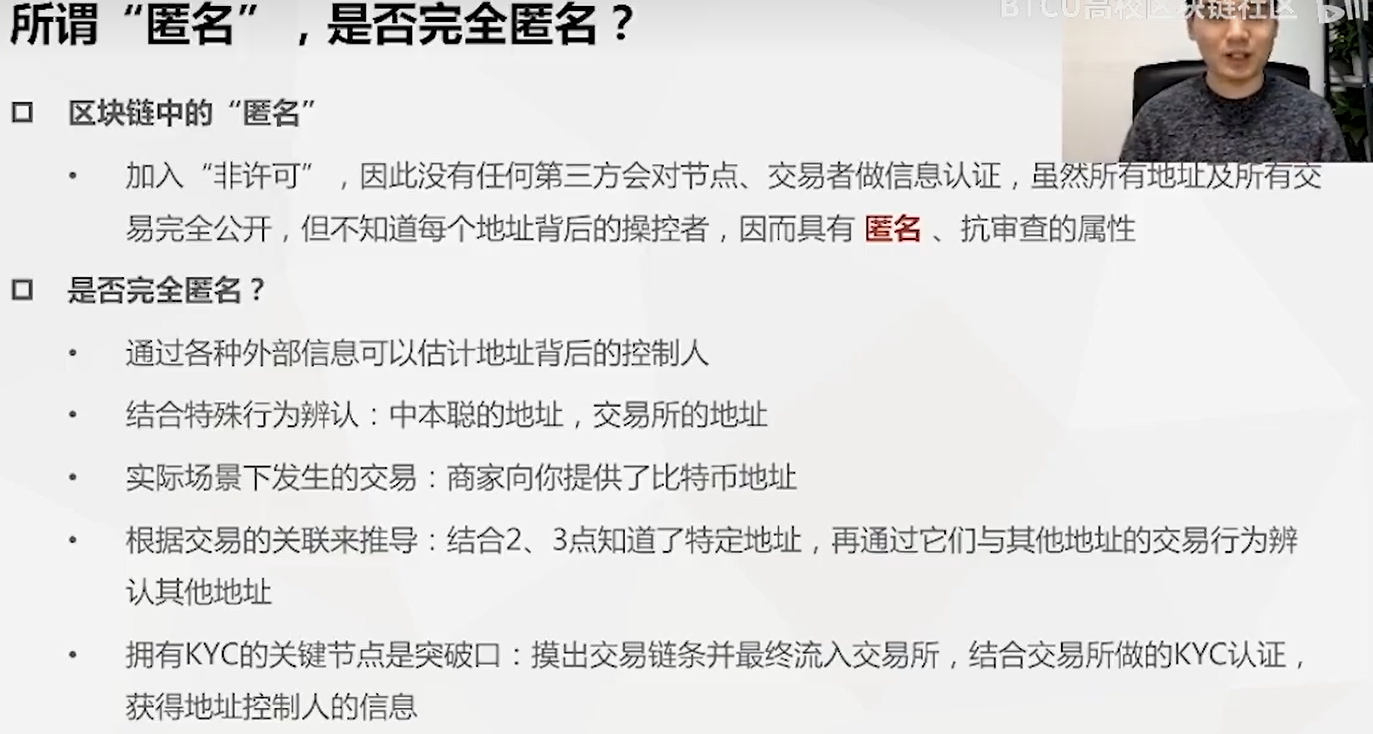 所谓“匿名”，是否完全匿名？
BTCU高校区块链社区
区块链中的“匿名”
加入“非许可”，因此没有任何第三方会对节点、交易者做信息认证，虽然所有地址及所有交
易完全公开，但不知道每个地址背后的操控者，因而具有 匿名 、抗审查的属性
是否完全匿名？
通过各种外部信息可以估计地址背后的控制人
结合特殊行为辨认：中本聪的地址，交易所的地址
实际场景下发生的交易：商家向你提供了比特币地址
根据交易的关联来推导：结合2、3点知道了特定地址，再通过它们与其他地址的交易行为辨
认其他地址
拥有KYC的关键节点是突破口：摸出交易链条并最终流入交易所，结合交易所做的KYC认证，
获得地址控制人的信息